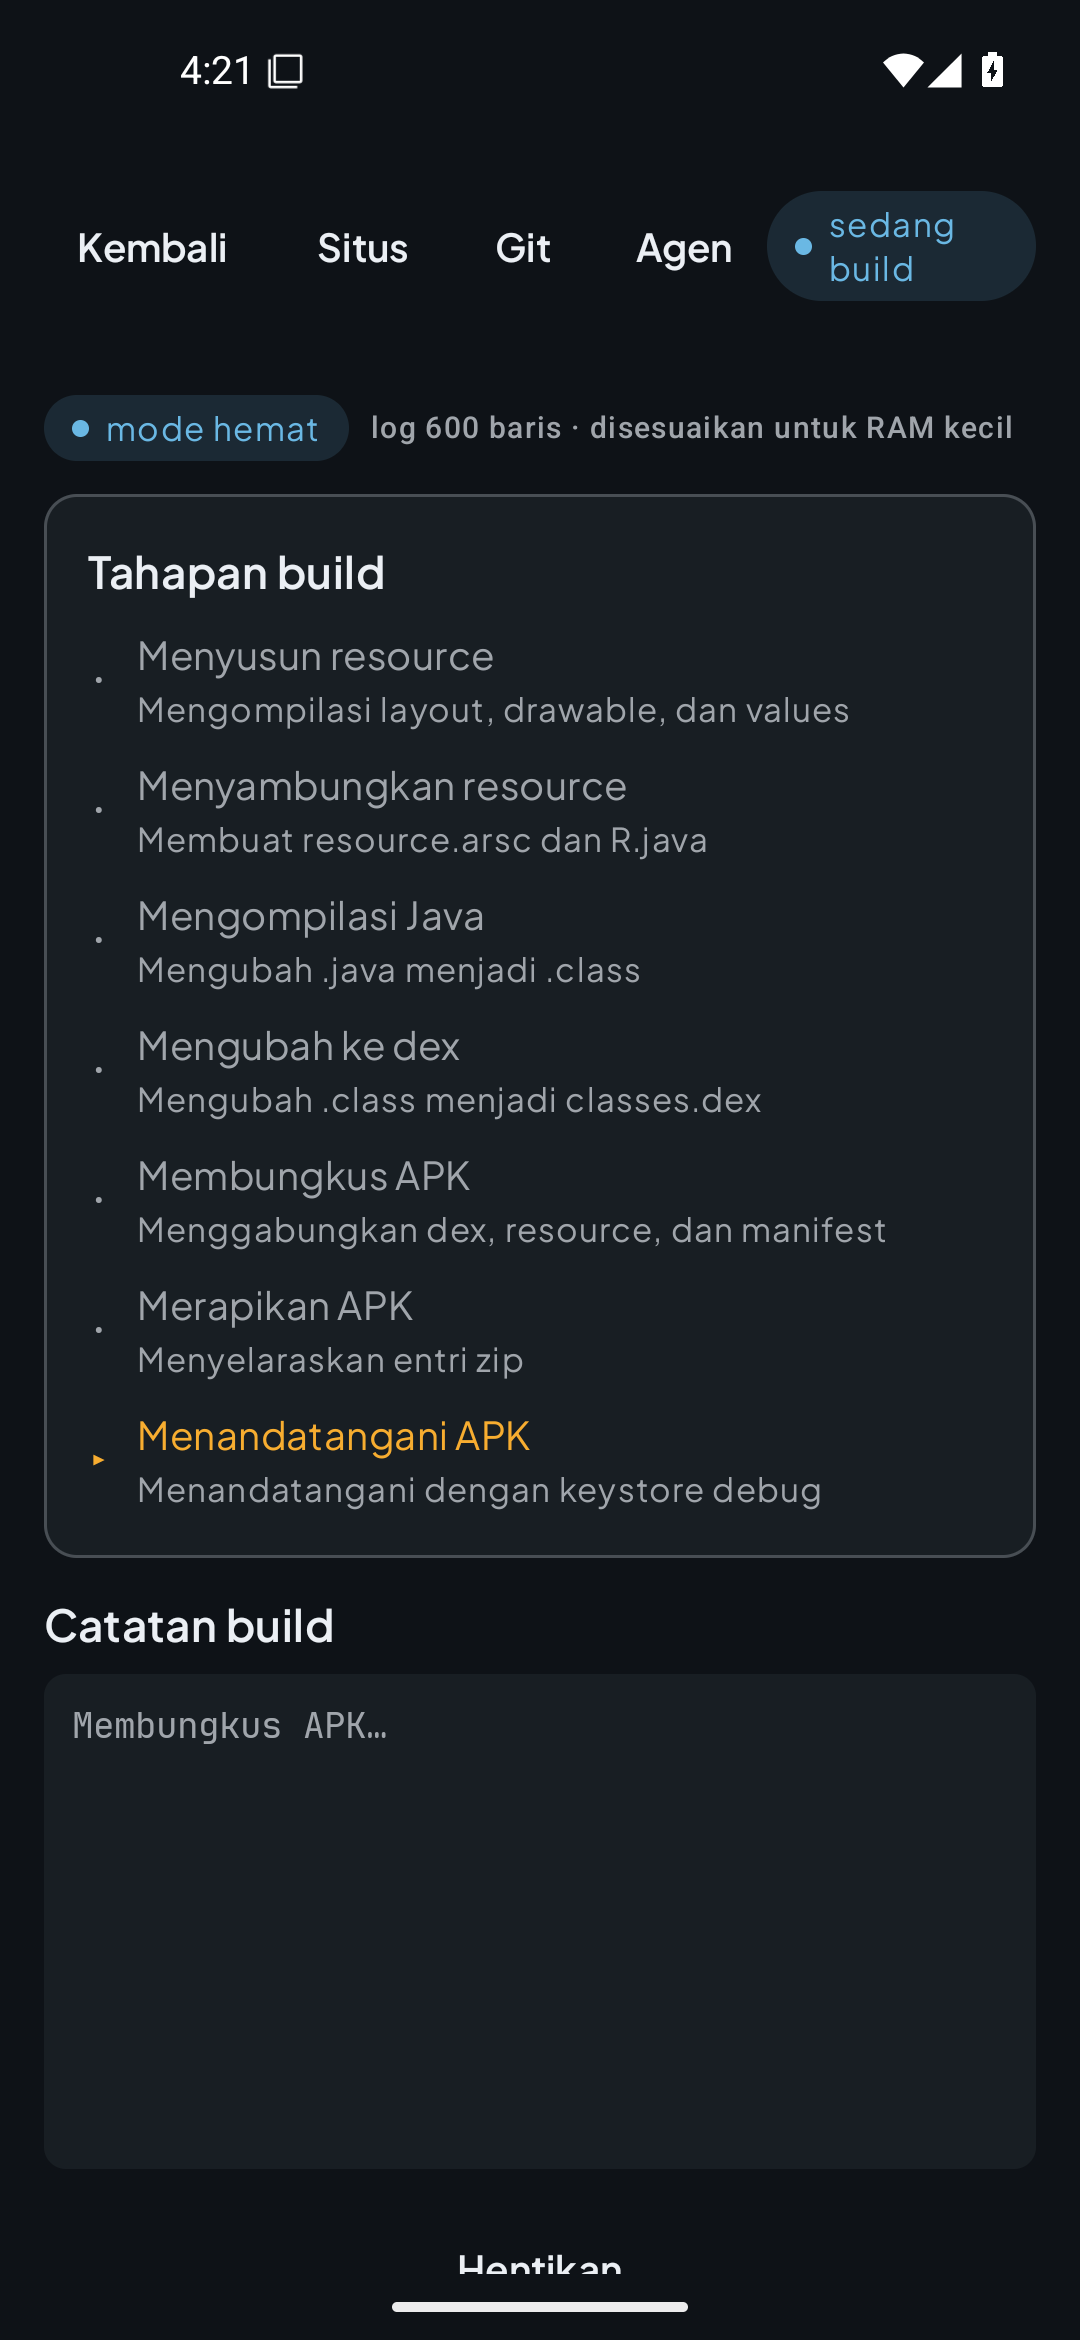 4:21
Kembali
Situs
Git
Agen
sedang
build
mode hemat
log 600 baris · disesuaikan untuk RAM kecil
Tahapan build
Menyusun resource
Mengompilasi layout, drawable, dan values
Menyambungkan resource
Membuat resource.arsc dan R.java
Mengompilasi Java
Mengubah .java menjadi .class
Mengubah ke dex
Mengubah .class menjadi classes.dex
Membungkus APK
Menggabungkan dex, resource, dan manifest
Merapikan APK
Menyelaraskan entri zip
Menandatangani APK
Menandatangani dengan keystore debug
Catatan build
Membungkus APK…
Hentikan